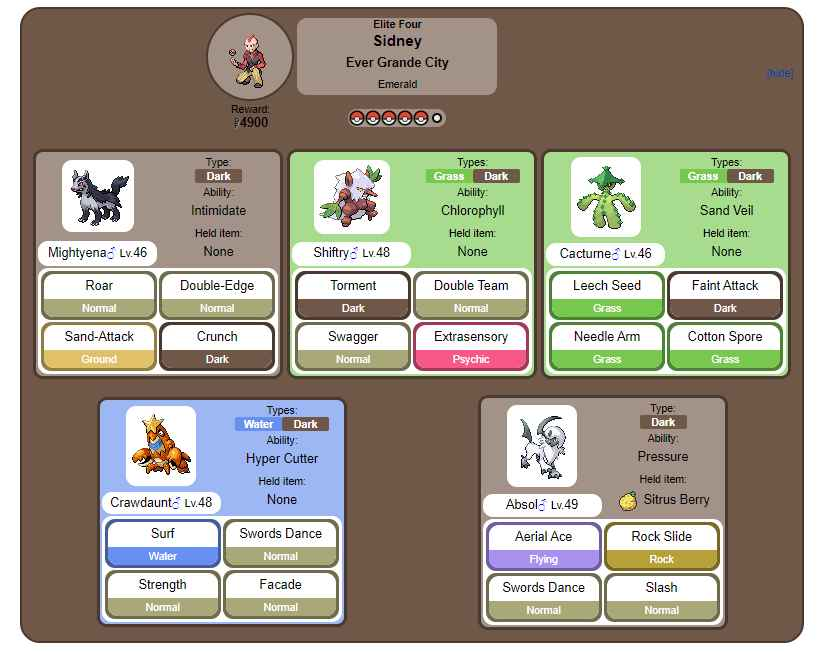 Elite Four
Sidney
Ever Grande City
Emerald
[hide]
Reward:
4900
Type:
Dark
Ability:
Intimidate
Held item:
None
Mightyena♂ Lv.46
Roar
Normal
Double-Edge
Normal
Sand-Attack
Ground
Crunch
Dark
Types:
Grass Dark
Ability:
Chlorophyll
Held item:
None
Shiftry♂ Lv.48
Torment
Dark
Double Team
Normal
Swagger
Normal
Extrasensory
Psychic
Types:
Grass Dark
Ability:
Sand Veil
Held item:
None
Cacturne♂ Lv.46
Leech Seed
Grass
Faint Attack
Dark
Needle Arm
Grass
Cotton Spore
Grass
Types:
Water Dark
Ability:
Hyper Cutter
Held item:
None
Crawdaunt♂ Lv.48
Surf
Water
Swords Dance
Normal
Strength
Normal
Facade
Normal
Type:
Dark
Ability:
Pressure
Held item:
Sitrus Berry
Absol♂ Lv.49
Aerial Ace
Flying
Rock Slide
Rock
Swords Dance
Normal
Slash
Normal